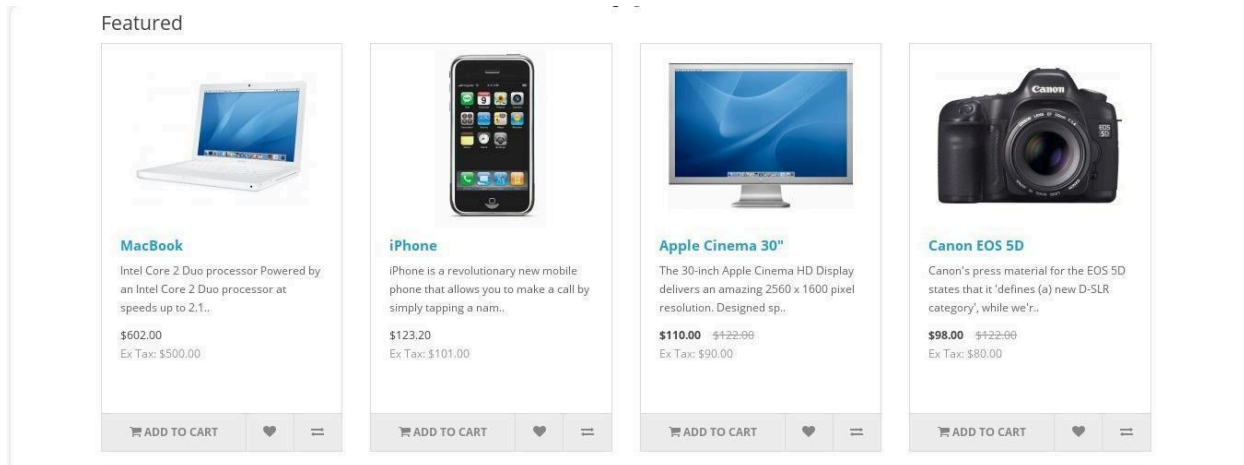 Featured
Canon
EOS
5D
MacBook
Intel Core 2 Duo processor Powered by
an Intel Core 2 Duo processor at
speeds up to 2.1..
$602.00
Ex Tax: $500.00
ADD TO CART
iPhone
iPhone is a revolutionary new mobile
phone that allows you to make a call by
simply tapping a nam..
$123.20
Ex Tax: $101.00
ADD TO CART
Apple Cinema 30"
The 30-inch Apple Cinema HD Display
delivers an amazing 2560 x 1600 pixel
resolution. Designed sp..
$110.00 $122.00
Ex Tax: $90.00
ADD TO CART
Canon EOS 5D
Canon's press material for the EOS 5D
states that it 'defines (a) new D-SLR
category', while we'r..
$98.00 $122.00
Ex Tax: $80.00
ADD TO CART